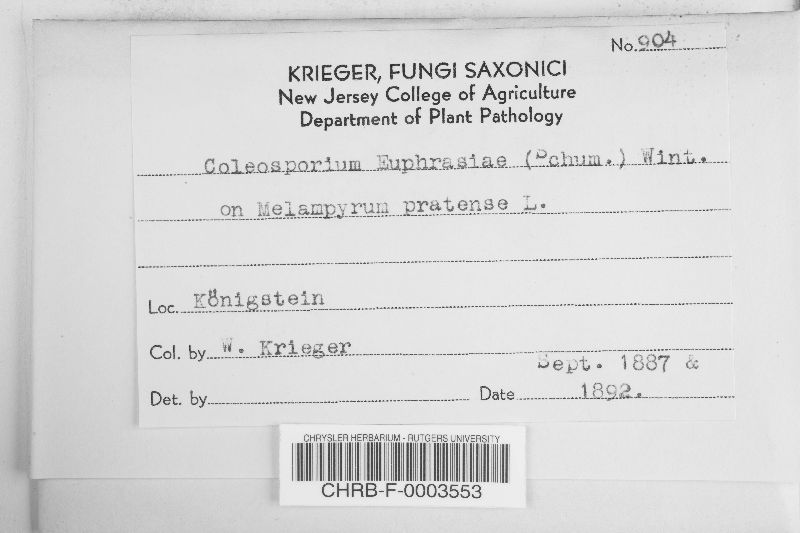 No. 904
KRIEGER, FUNGI SAXONICI
New Jersey College of Agriculture
Department of Plant Pathology
Coleosporium Euphrasiae (Schum.) Wint.
on Melampyrum pratense L.
Loc. Königstein
Col. by W. Krieger
Sept. 1887 &
Det. by Date 1892.
CHRYSLER HERBARIUM - RUTGERS UNIVERSITY
CHRB-F-0003553